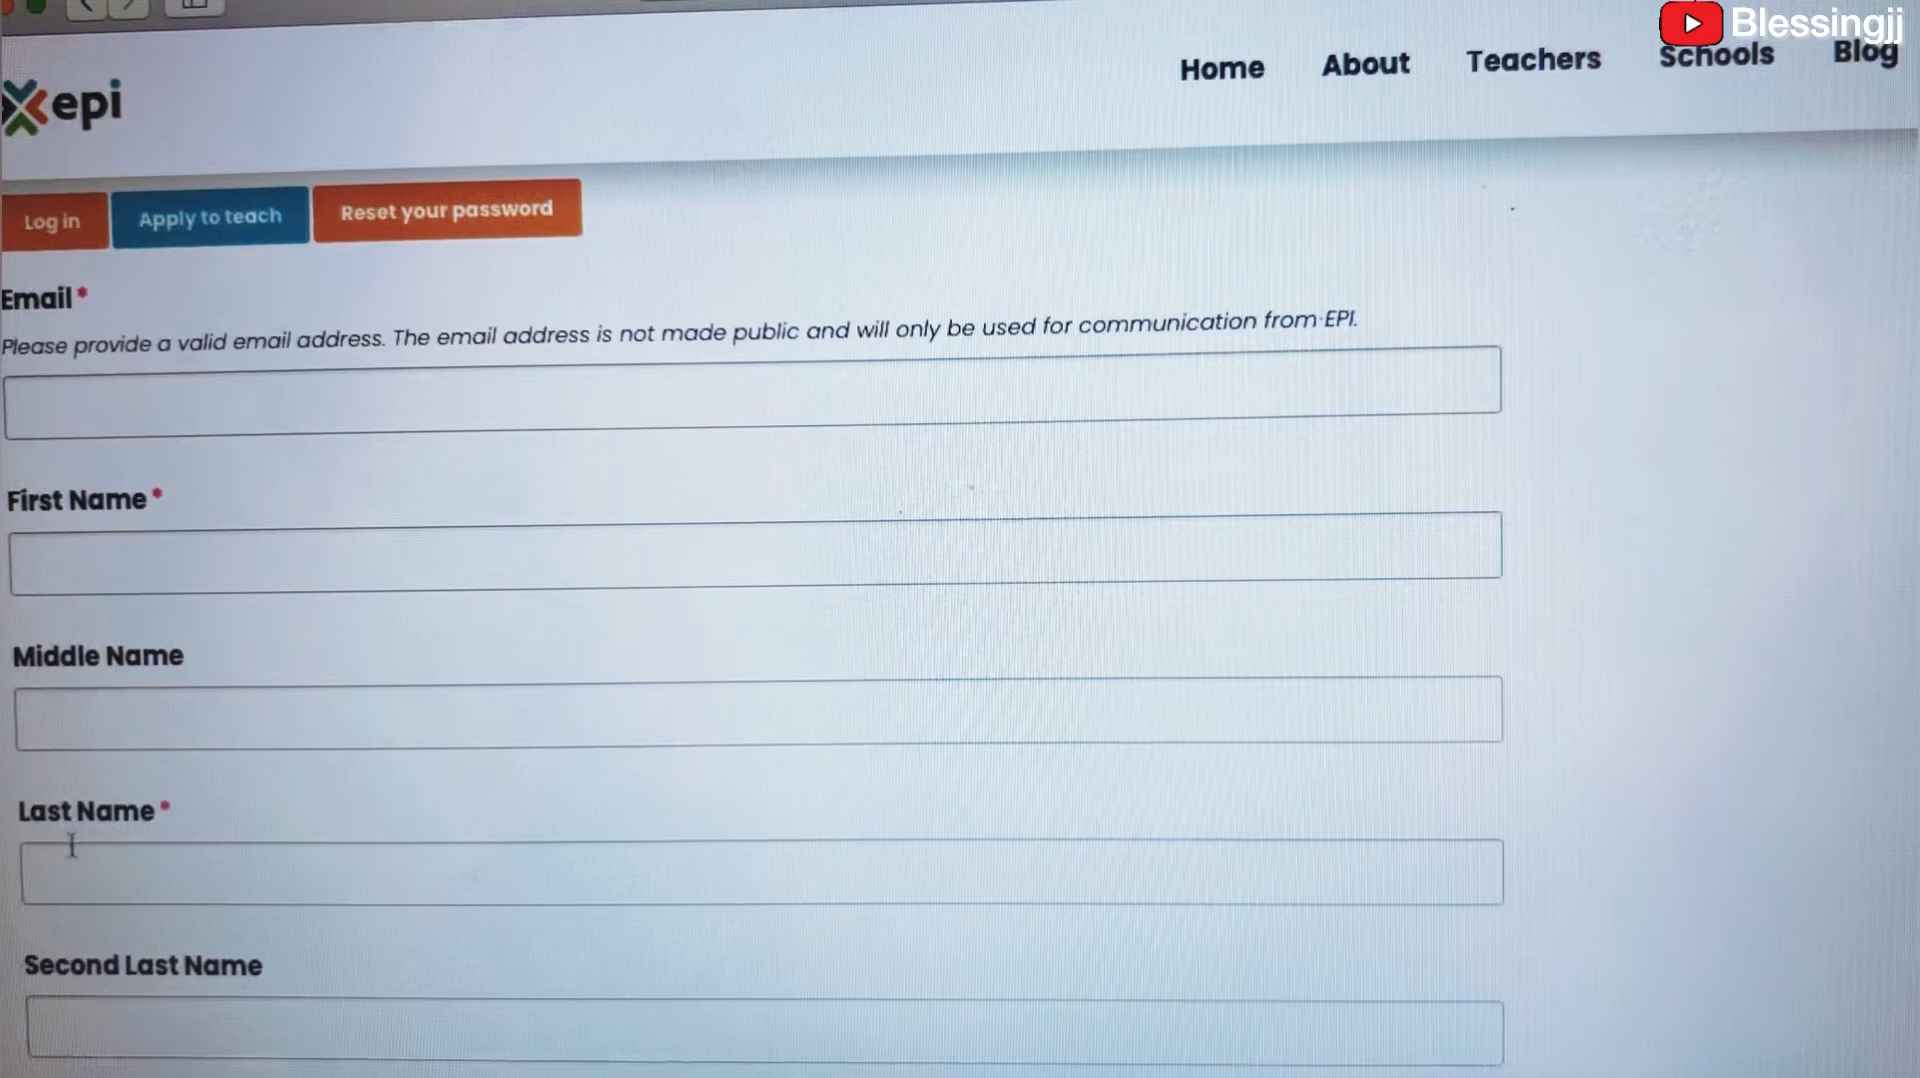 Blessingjj
epi
Home About Teachers Schools Blog
Log in Apply to teach Reset your password
Email *
Please provide a valid email address. The email address is not made public and will only be used for communication from EPI.
First Name *
Middle Name
Last Name *
Second Last Name